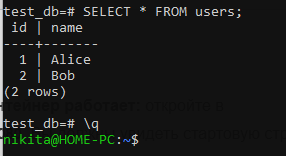 test_db=# SELECT * FROM users;
 id | name
----+-------
  1 | Alice
  2 | Bob
(2 rows)
test_db=# \q
nikita@HOME-PC:~$